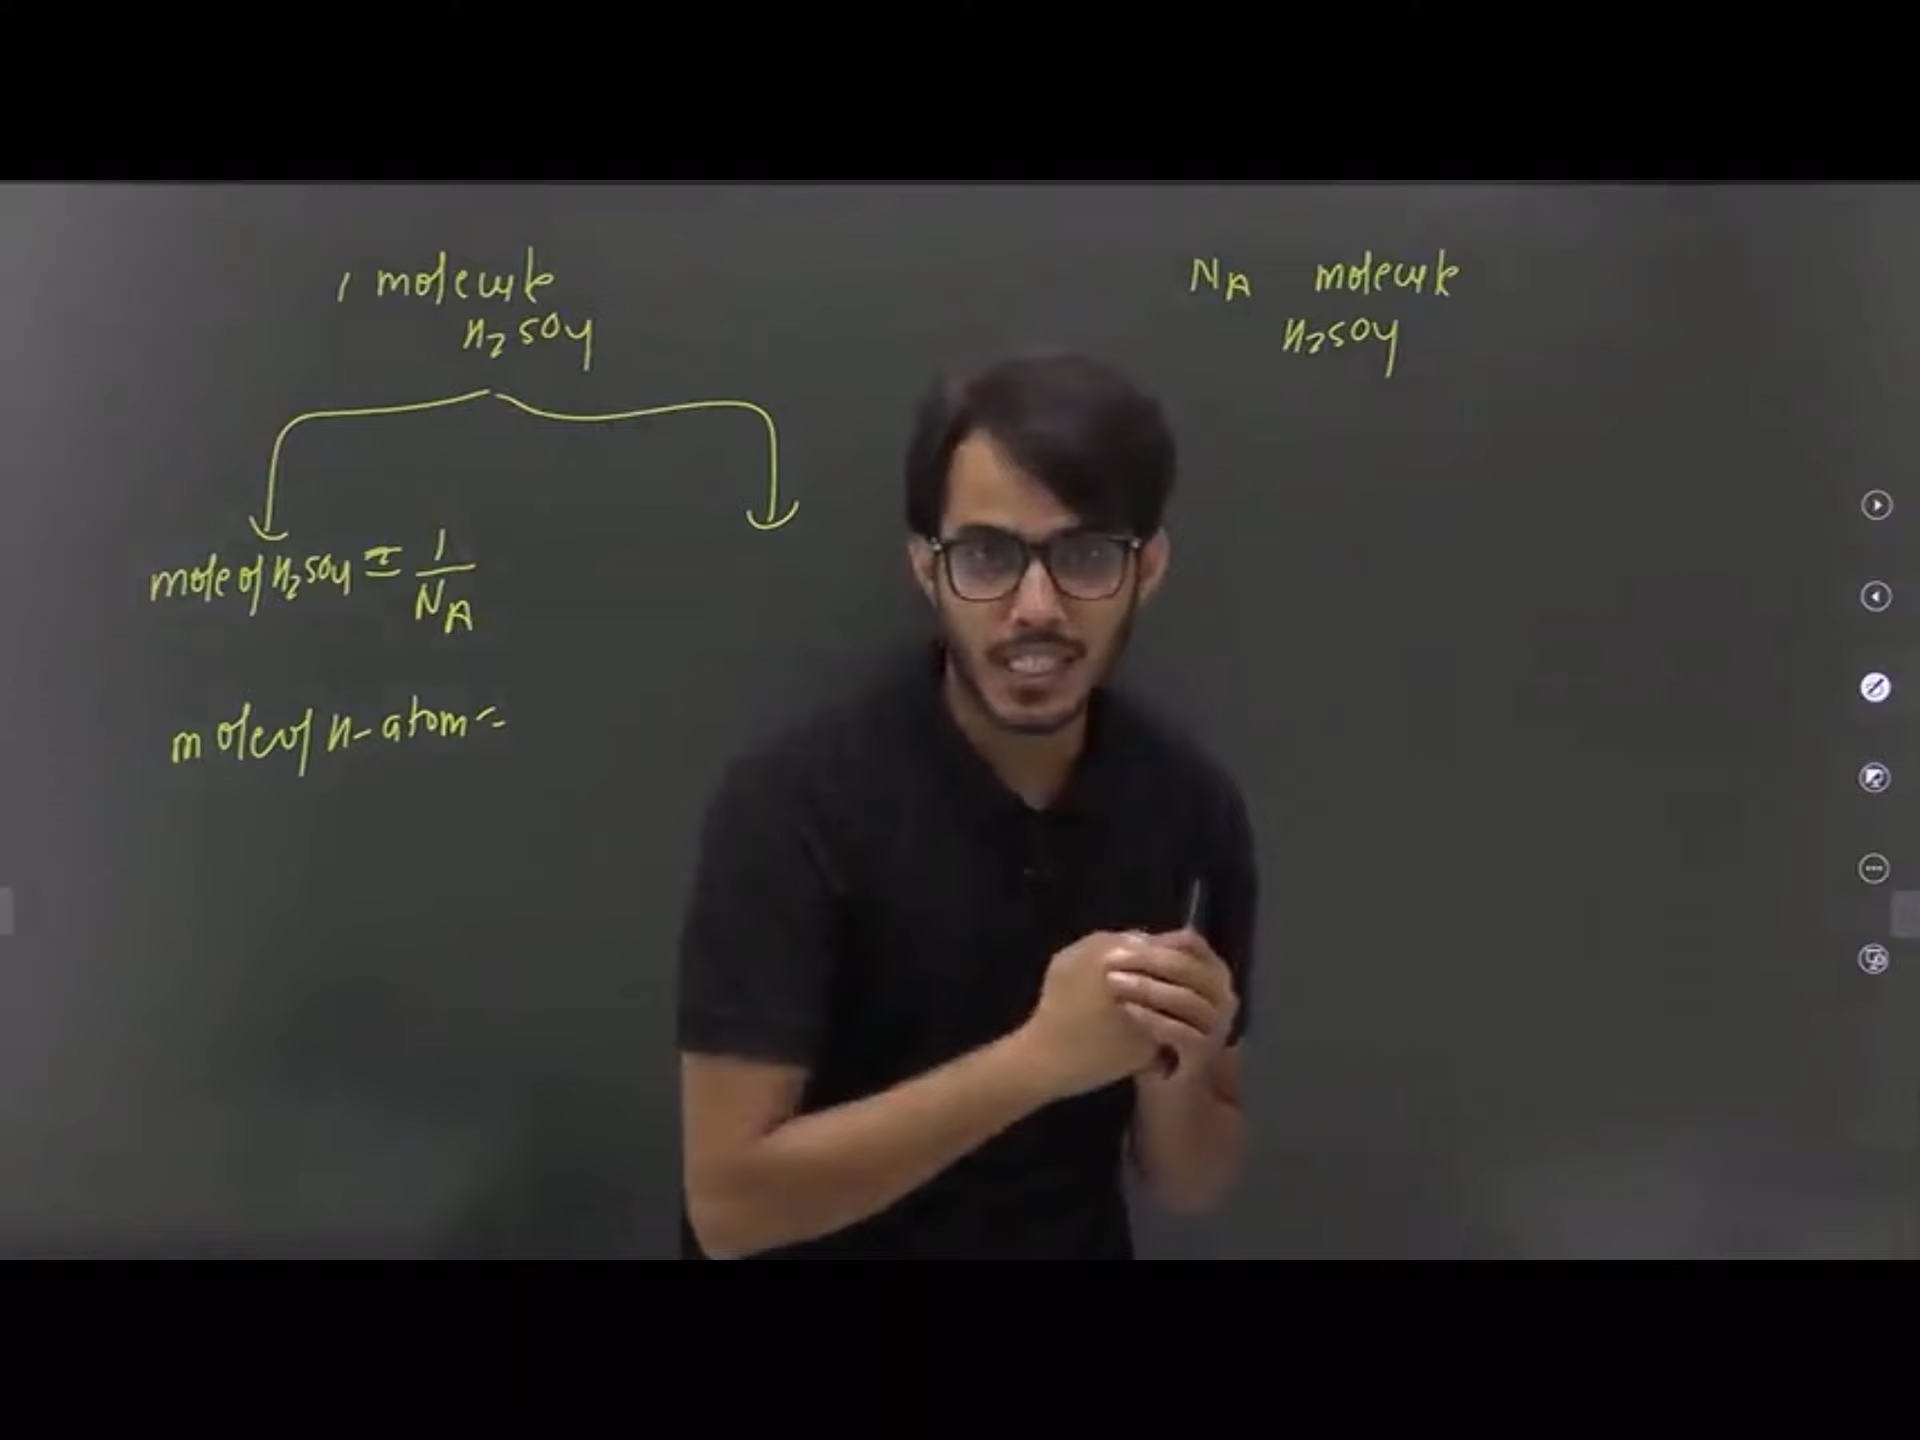 1 molecule
H2SO4
NA molecule
H2SO4
mole of H2SO4 = 1/NA
mole of H-atom =